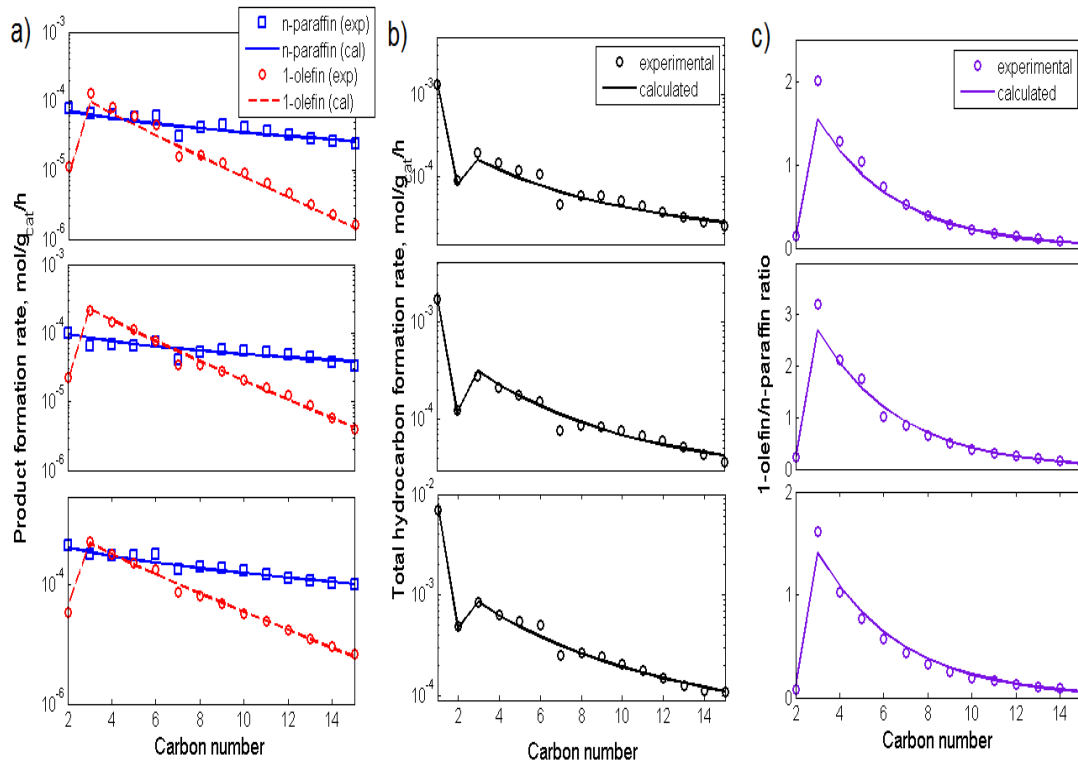 a)
Product formation rate, mol/gcat/h
10^-3
10^-4
10^-5
10^-6
n-paraffin (exp)
n-paraffin (cal)
1-olefin (exp)
1-olefin (cal)
10^-3
10^-4
10^-5
10^-6
10^-4
10^-6
2 4 6 8 10 12 14
Carbon number
b)
Total hydrocarbon formation rate, mol/gcat/h
10^-3
10^-4
experimental
calculated
10^-3
10^-4
10^-2
10^-3
10^-4
2 4 6 8 10 12 14
Carbon number
c)
1-olefin/n-paraffin ratio
2
1
0
experimental
calculated
3
2
1
0
2
1
0
2 4 6 8 10 12 14
Carbon number